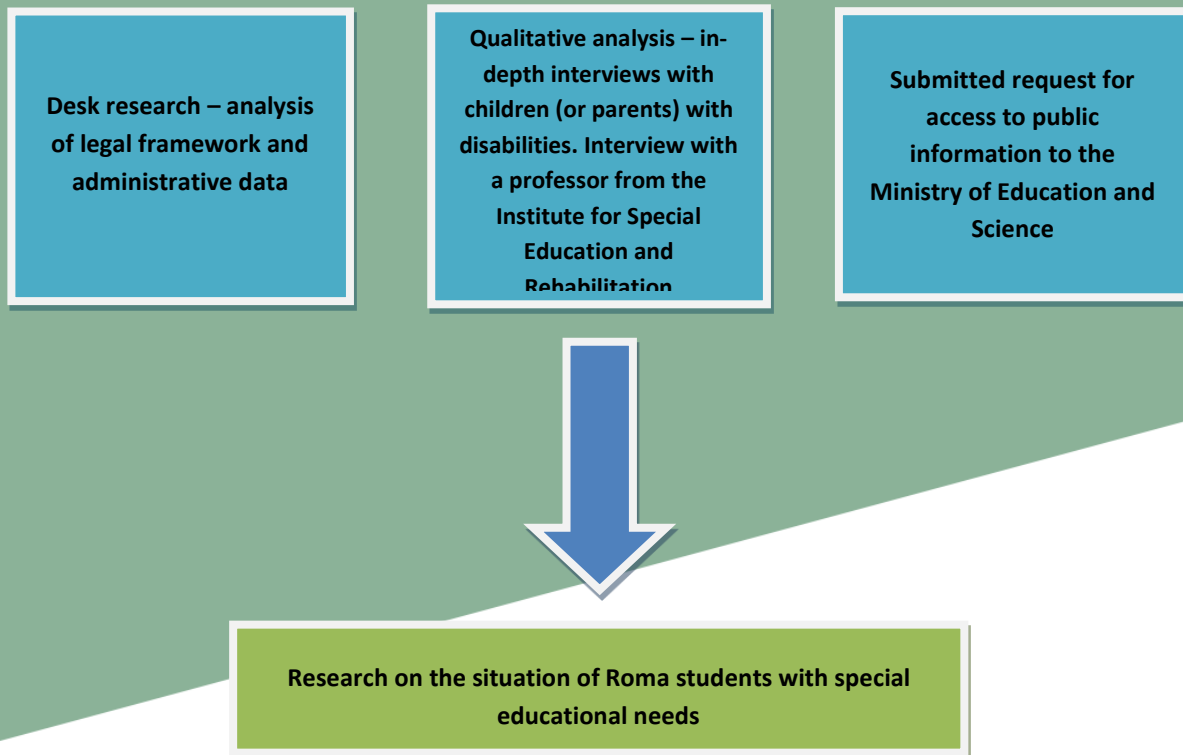 Desk research – analysis
of legal framework and
administrative data
Qualitative analysis – in-
depth interviews with
children (or parents) with
disabilities. Interview with
a professor from the
Institute for Special
Education and
Rehabilitation
Submitted request for
access to public
information to the
Ministry of Education and
Science
Research on the situation of Roma students with special
educational needs